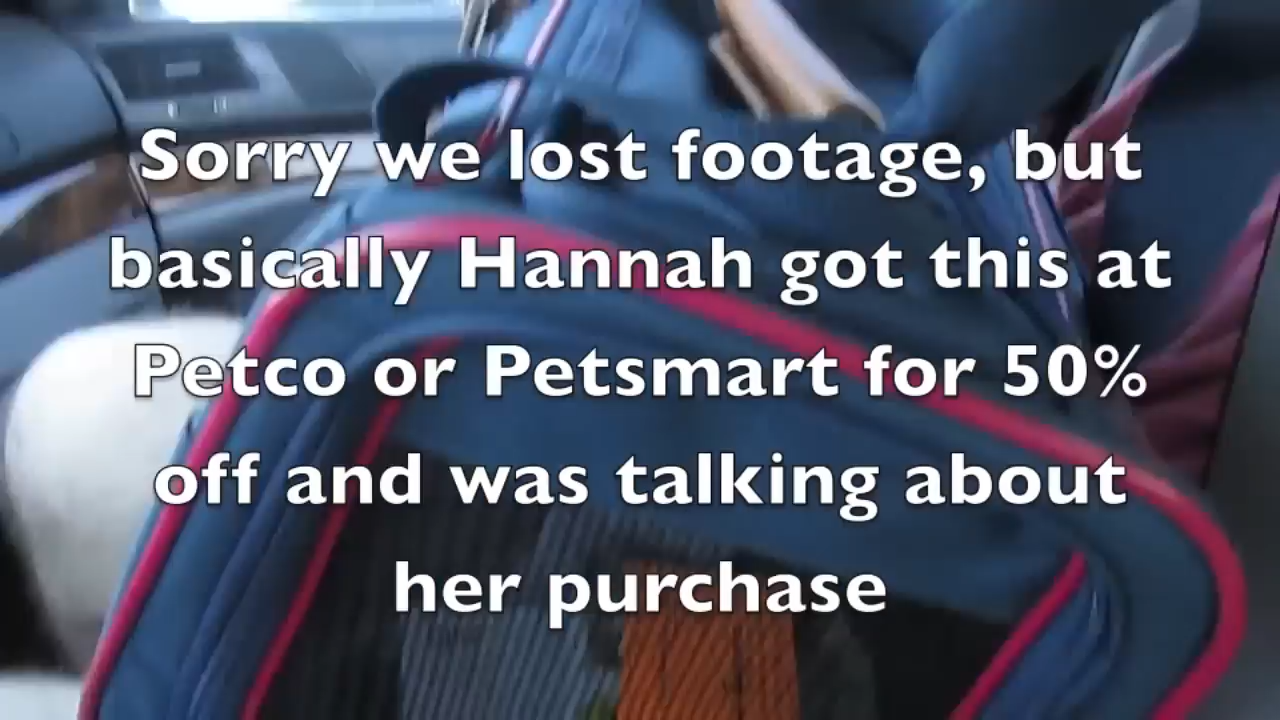 Sorry we lost footage, but
basically Hannah got this at
Petco or Petsmart for 50%
off and was talking about
her purchase